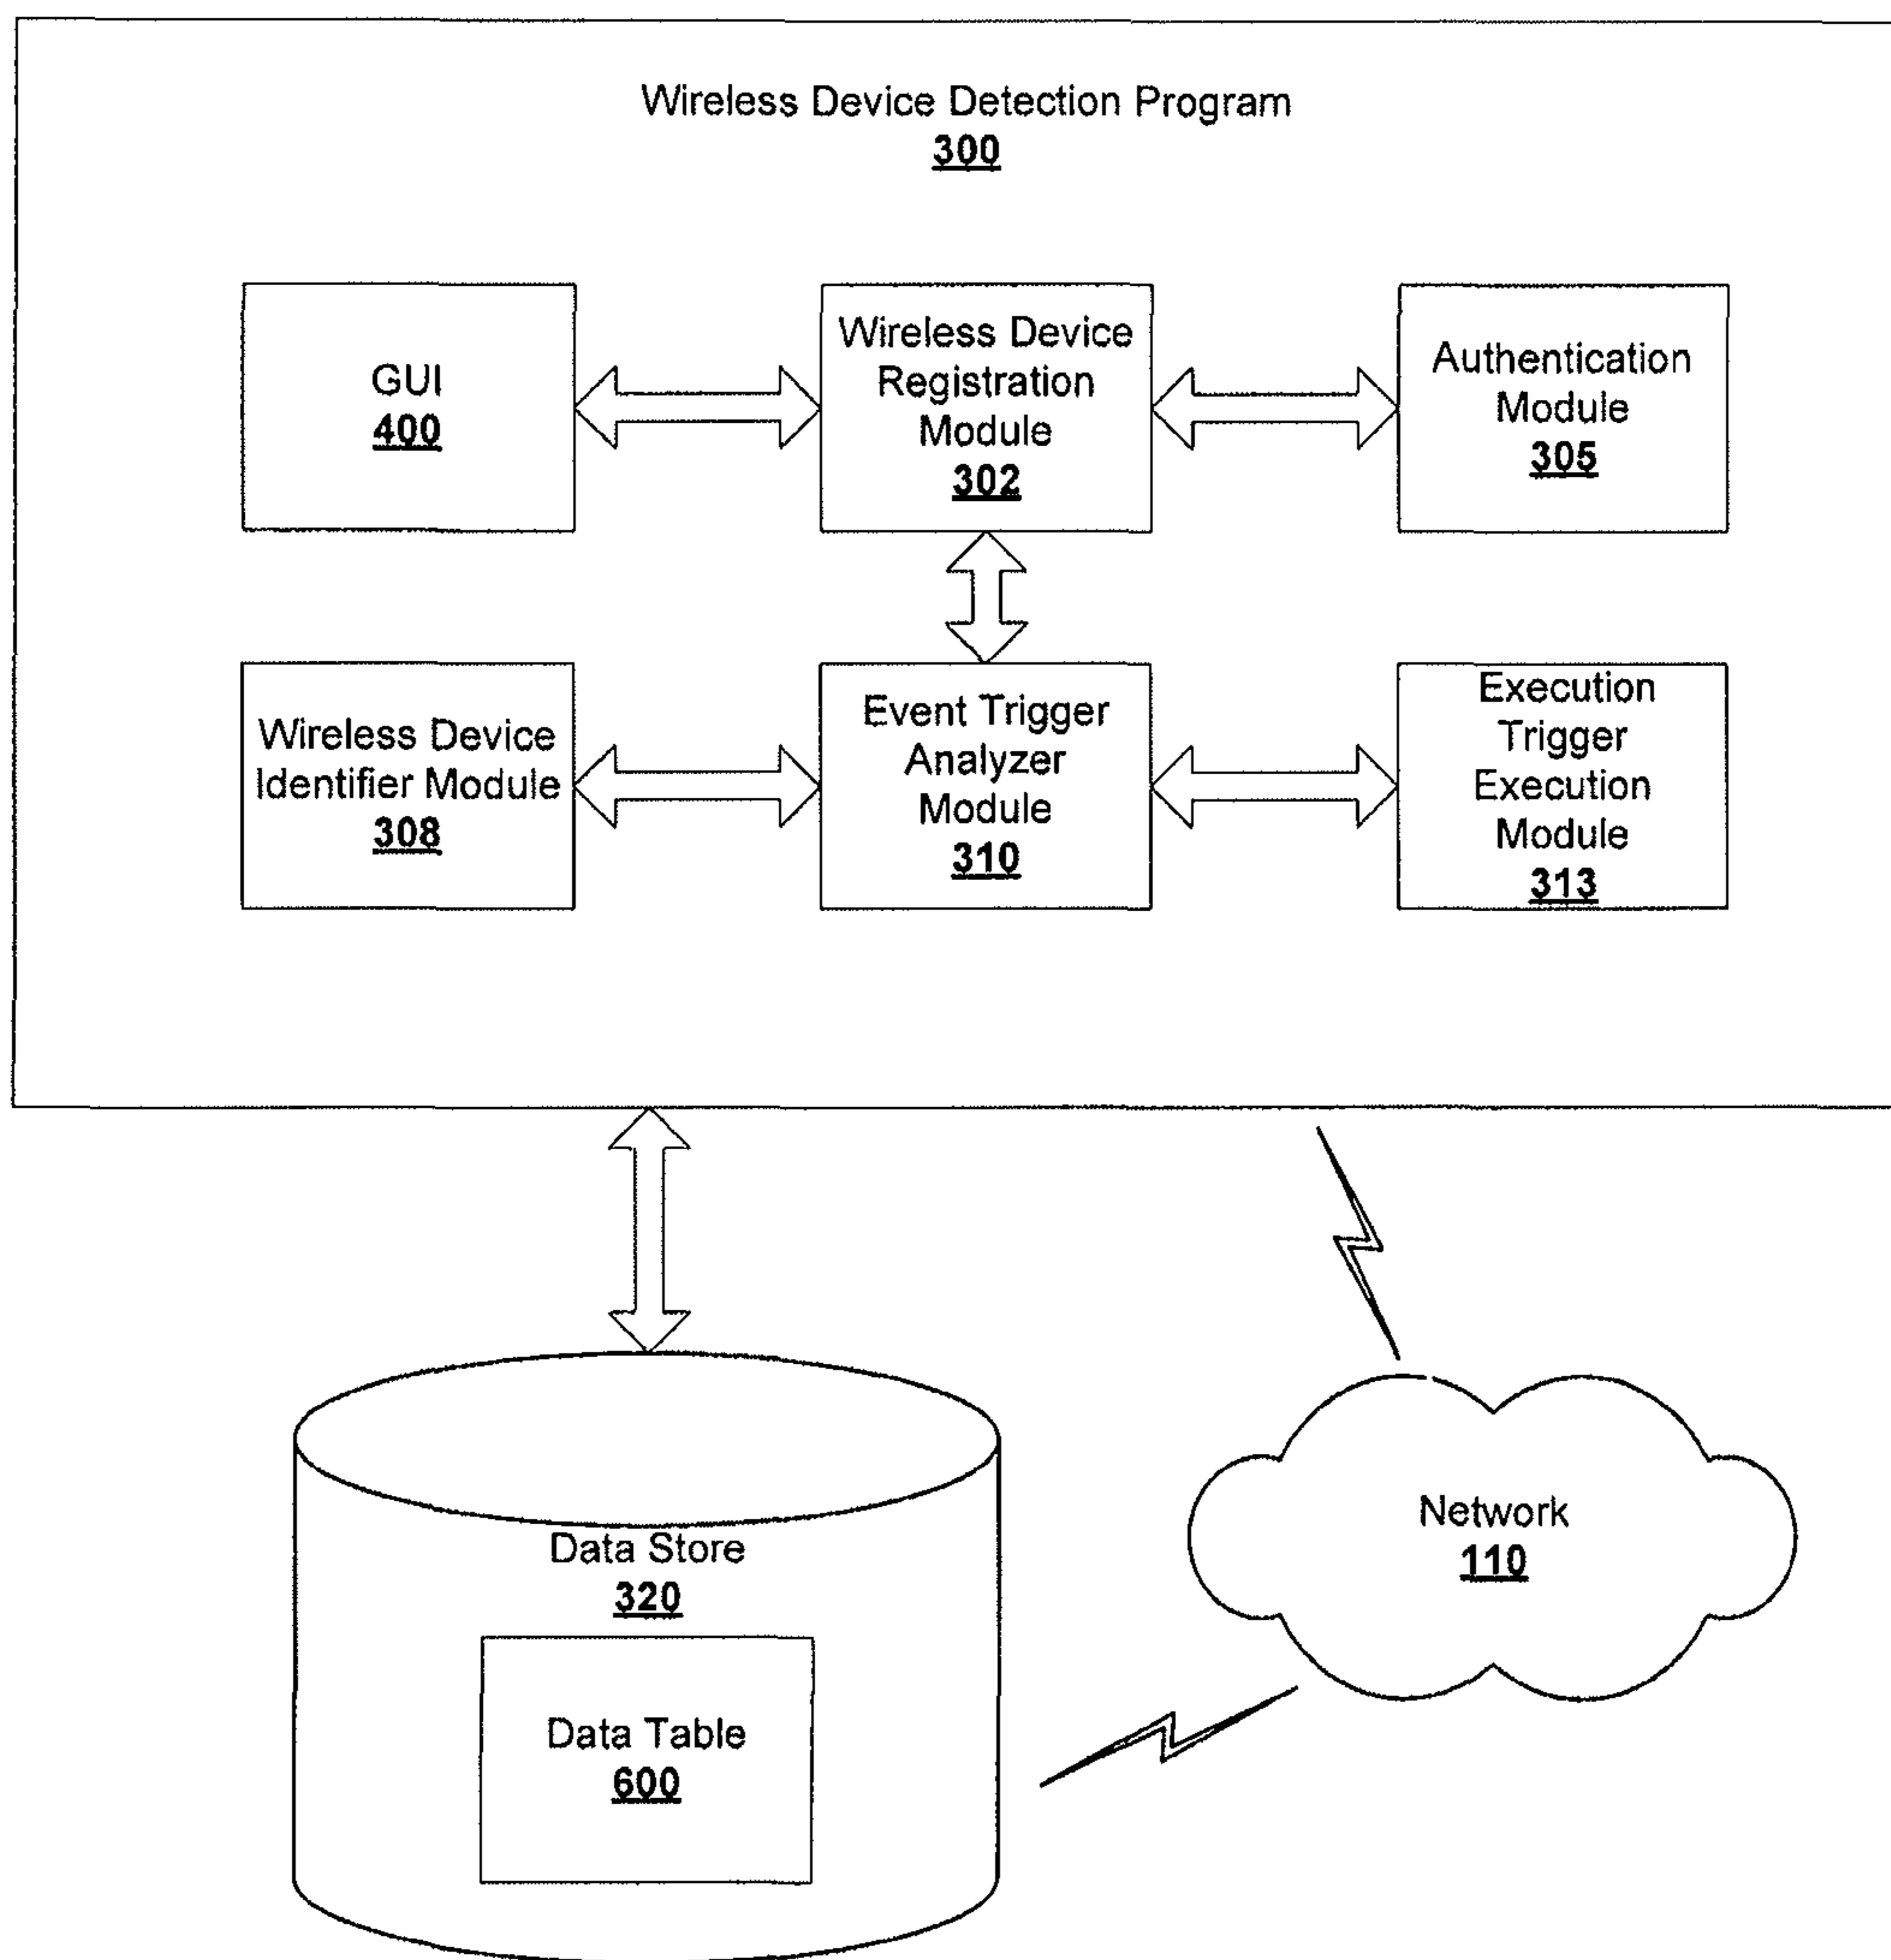 Wireless Device Detection Program
300
GUI
400
Wireless Device
Registration
Module
302
Authentication
Module
305
Wireless Device
Identifier Module
308
Event Trigger
Analyzer
Module
310
Execution
Trigger
Execution
Module
313
Data Store
320
Data Table
600
Network
110